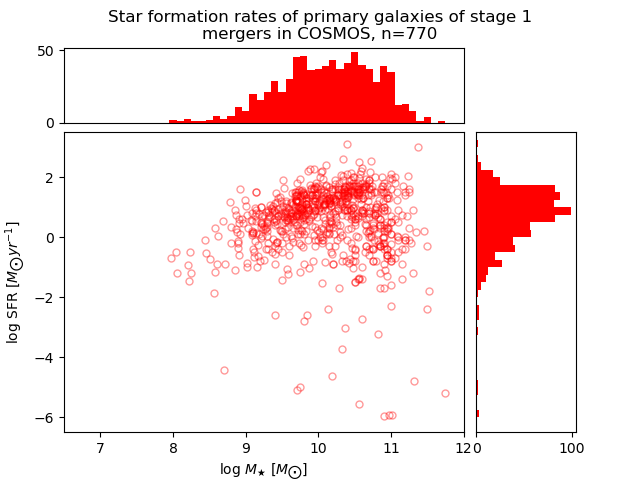 Star formation rates of primary galaxies of stage 1
mergers in COSMOS, n=770
50
0
2
0
−2
−4
−6
log SFR [M⨀yr⁻¹]
7 8 9 10 11 12
0 100
log M★ [M⨀]